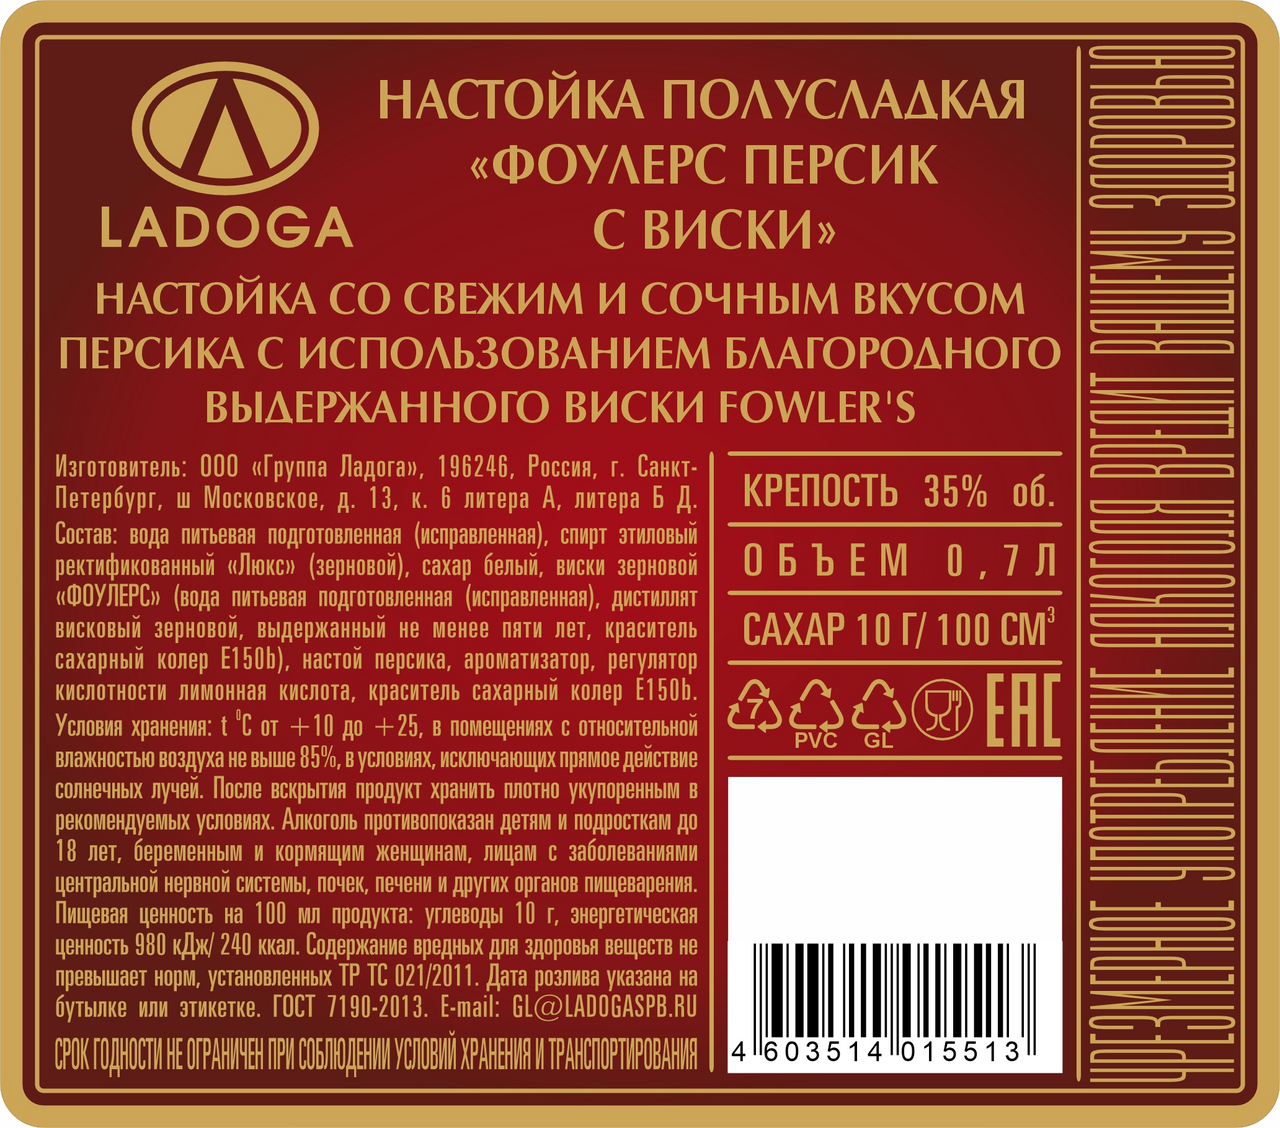 LADOGA
НАСТОЙКА ПОЛУСЛАДКАЯ
«ФОУЛЕРС ПЕРСИК
С ВИСКИ»
НАСТОЙКА СО СВЕЖИМ И СОЧНЫМ ВКУСОМ
ПЕРСИКА С ИСПОЛЬЗОВАНИЕМ БЛАГОРОДНОГО
ВЫДЕРЖАННОГО ВИСКИ FOWLER'S
Изготовитель: ООО «Группа Ладога», 196246, Россия, г. Санкт-
Петербург, ш Московское, д. 13, к. 6 литера А, литера Б Д.
Состав: вода питьевая подготовленная (исправленная), спирт этиловый
ректификованный «Люкс» (зерновой), сахар белый, виски зерновой
«ФОУЛЕРС» (вода питьевая подготовленная (исправленная), дистиллят
висковый зерновой, выдержанный не менее пяти лет, краситель
сахарный колер Е150b), настой персика, ароматизатор, регулятор
кислотности лимонная кислота, краситель сахарный колер Е150b.
Условия хранения: t °C от +10 до +25, в помещениях с относительной
влажностью воздуха не выше 85%, в условиях, исключающих прямое действие
солнечных лучей. После вскрытия продукт хранить плотно укупоренным в
рекомендуемых условиях. Алкоголь противопоказан детям и подросткам до
18 лет, беременным и кормящим женщинам, лицам с заболеваниями
центральной нервной системы, почек, печени и других органов пищеварения.
Пищевая ценность на 100 мл продукта: углеводы 10 г, энергетическая
ценность 980 кДж/ 240 ккал. Содержание вредных для здоровья веществ не
превышает норм, установленных ТР ТС 021/2011. Дата розлива указана на
бутылке или этикетке. ГОСТ 7190-2013. E-mail: GL@LADOGASPB.RU
СРОК ГОДНОСТИ НЕ ОГРАНИЧЕН ПРИ СОБЛЮДЕНИИ УСЛОВИЙ ХРАНЕНИЯ И ТРАНСПОРТИРОВАНИЯ
КРЕПОСТЬ 35% об.
ОБЪЕМ 0,7 Л
САХАР 10 Г/ 100 СМ³
7
PVC
GL
EAC
4 603514 015513
ЧРЕЗМЕРНОЕ УПОТРЕБЛЕНИЕ АЛКОГОЛЯ ВРЕДИТ ВАШЕМУ ЗДОРОВЬЮ